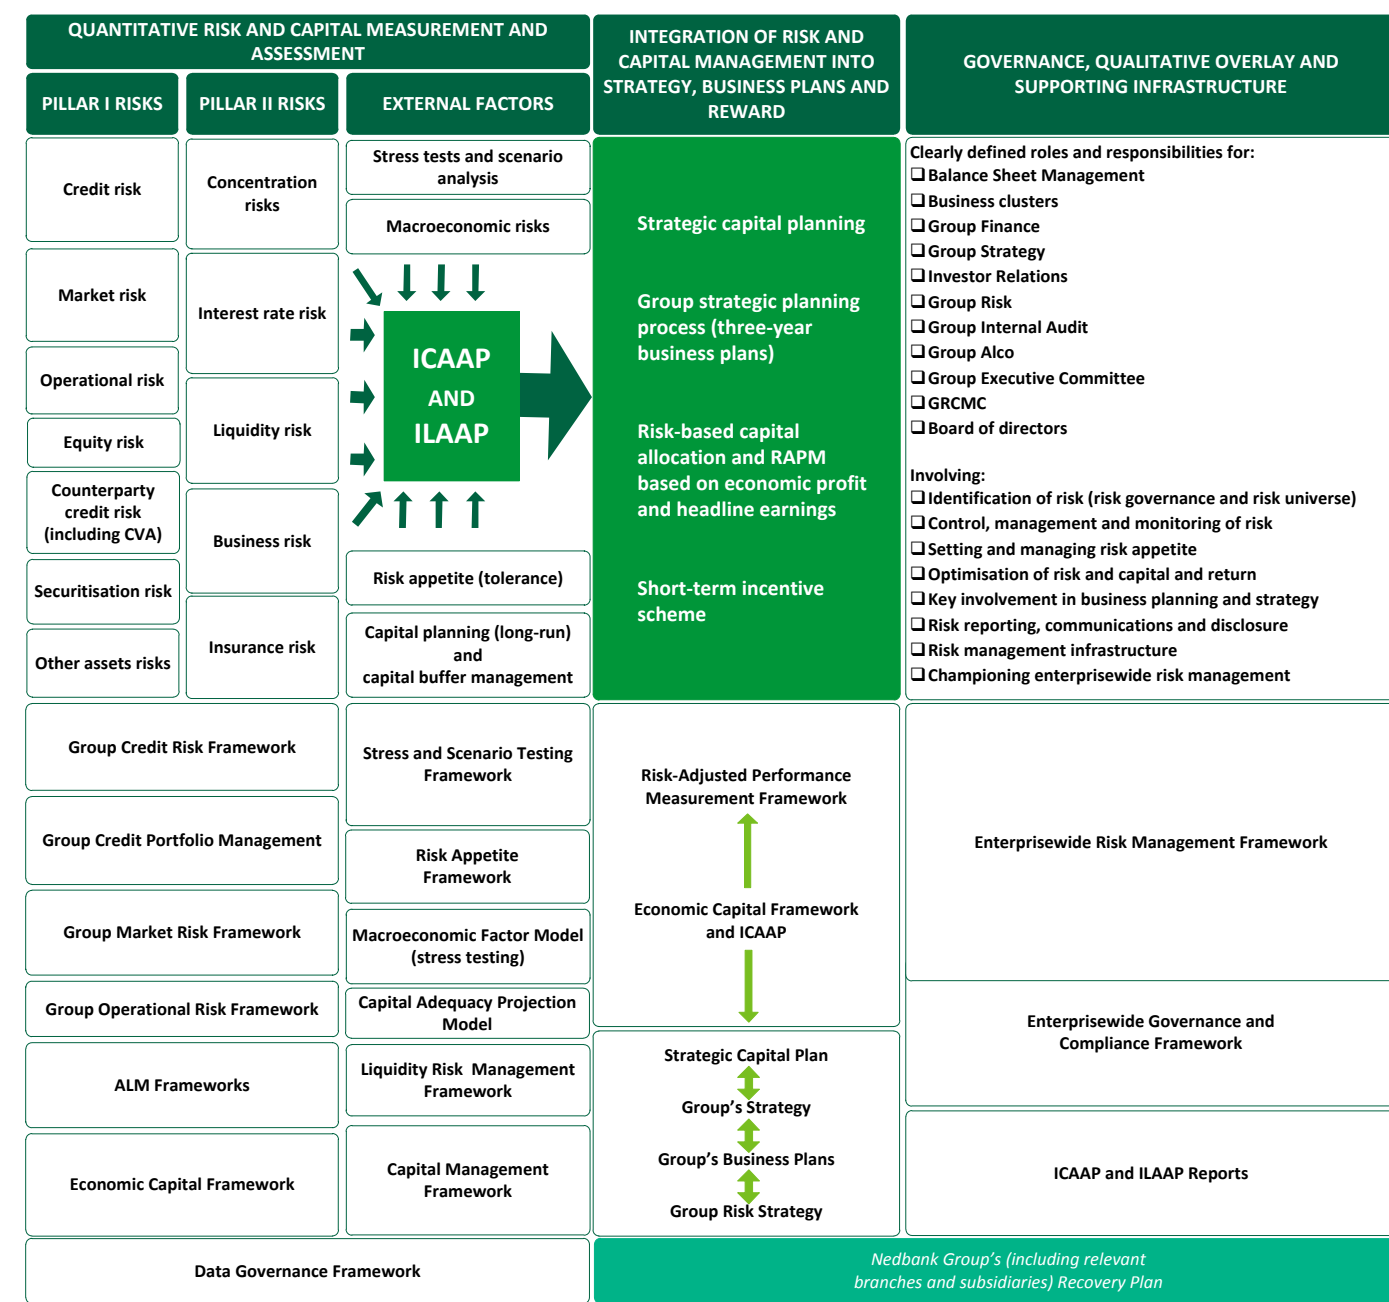 QUANTITATIVE RISK AND CAPITAL MEASUREMENT AND
ASSESSMENT
INTEGRATION OF RISK AND
CAPITAL MANAGEMENT INTO
STRATEGY, BUSINESS PLANS AND
REWARD
GOVERNANCE, QUALITATIVE OVERLAY AND
SUPPORTING INFRASTRUCTURE
PILLAR I RISKS
PILLAR II RISKS
EXTERNAL FACTORS
Credit risk
Market risk
Operational risk
Equity risk
Counterparty
credit risk
(including CVA)
Securitisation risk
Other assets risks
Concentration
risks
Interest rate risk
Liquidity risk
Business risk
Insurance risk
Stress tests and scenario
analysis
Macroeconomic risks
ICAAP
AND
ILAAP
Risk appetite (tolerance)
Capital planning (long-run)
and
capital buffer management
Strategic capital planning
Group strategic planning
process (three-year
business plans)
Risk-based capital
allocation and RAPM
based on economic profit
and headline earnings
Short-term incentive
scheme
Clearly defined roles and responsibilities for:
❑ Balance Sheet Management
❑ Business clusters
❑ Group Finance
❑ Group Strategy
❑ Investor Relations
❑ Group Risk
❑ Group Internal Audit
❑ Group Alco
❑ Group Executive Committee
❑ GRCMC
❑ Board of directors
Involving:
❑ Identification of risk (risk governance and risk universe)
❑ Control, management and monitoring of risk
❑ Setting and managing risk appetite
❑ Optimisation of risk and capital and return
❑ Key involvement in business planning and strategy
❑ Risk reporting, communications and disclosure
❑ Risk management infrastructure
❑ Championing enterprisewide risk management
Group Credit Risk Framework
Group Credit Portfolio Management
Group Market Risk Framework
Group Operational Risk Framework
ALM Frameworks
Economic Capital Framework
Stress and Scenario Testing
Framework
Risk Appetite
Framework
Macroeconomic Factor Model
(stress testing)
Capital Adequacy Projection
Model
Liquidity Risk Management
Framework
Capital Management
Framework
Risk-Adjusted Performance
Measurement Framework
Economic Capital Framework
and ICAAP
Strategic Capital Plan
Group's Strategy
Group's Business Plans
Group Risk Strategy
Enterprisewide Risk Management Framework
Enterprisewide Governance and
Compliance Framework
ICAAP and ILAAP Reports
Data Governance Framework
Nedbank Group's (including relevant
branches and subsidiaries) Recovery Plan